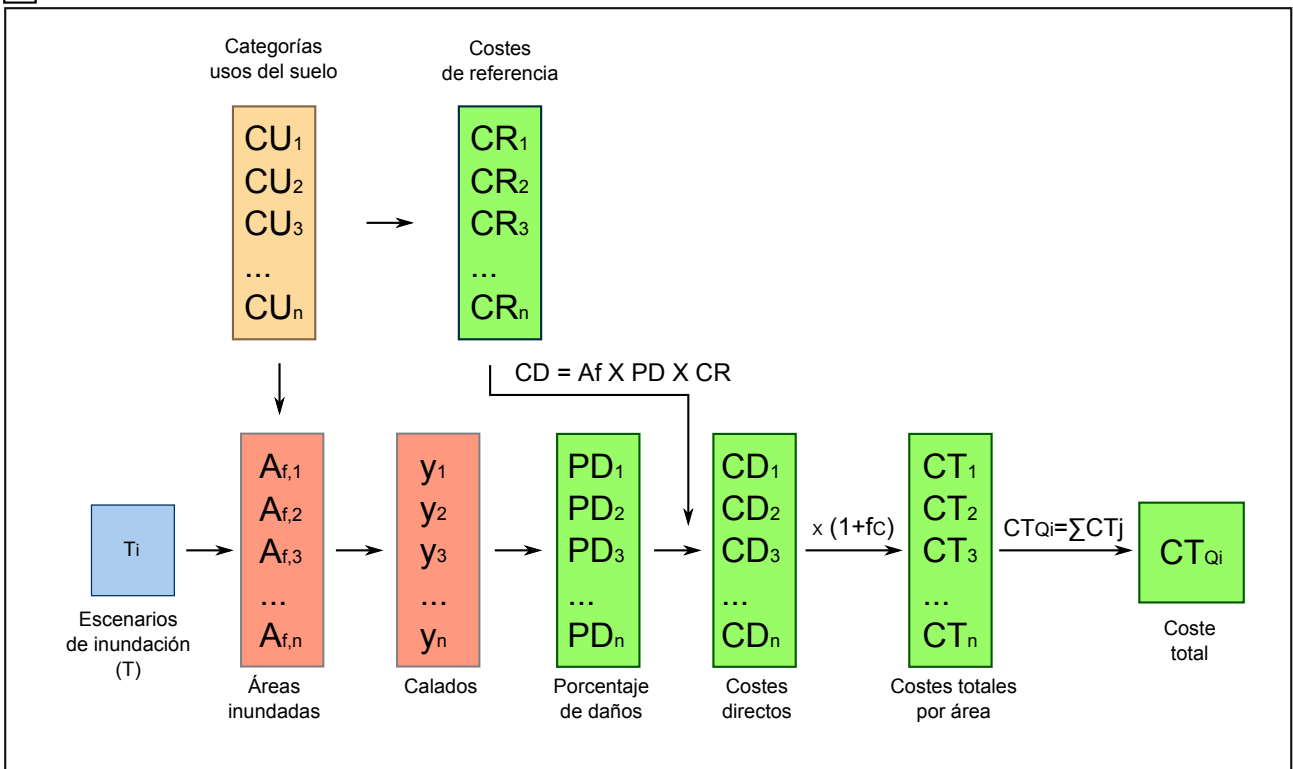 Categorías
usos del suelo
Costes
de referencia
CU1
CU2
CU3
...
CUn
CR1
CR2
CR3
...
CRn
CD = Af X PD X CR
Ti
Escenarios
de inundación
(T)
Af,1
Af,2
Af,3
...
Af,n
Áreas
inundadas
y1
y2
y3
...
yn
Calados
PD1
PD2
PD3
...
PDn
Porcentaje
de daños
CD1
CD2
CD3
...
CDn
Costes
directos
x (1+fC)
CT1
CT2
CT3
...
CTn
Costes totales
por área
CTQi=∑CTj
CTQi
Coste
total